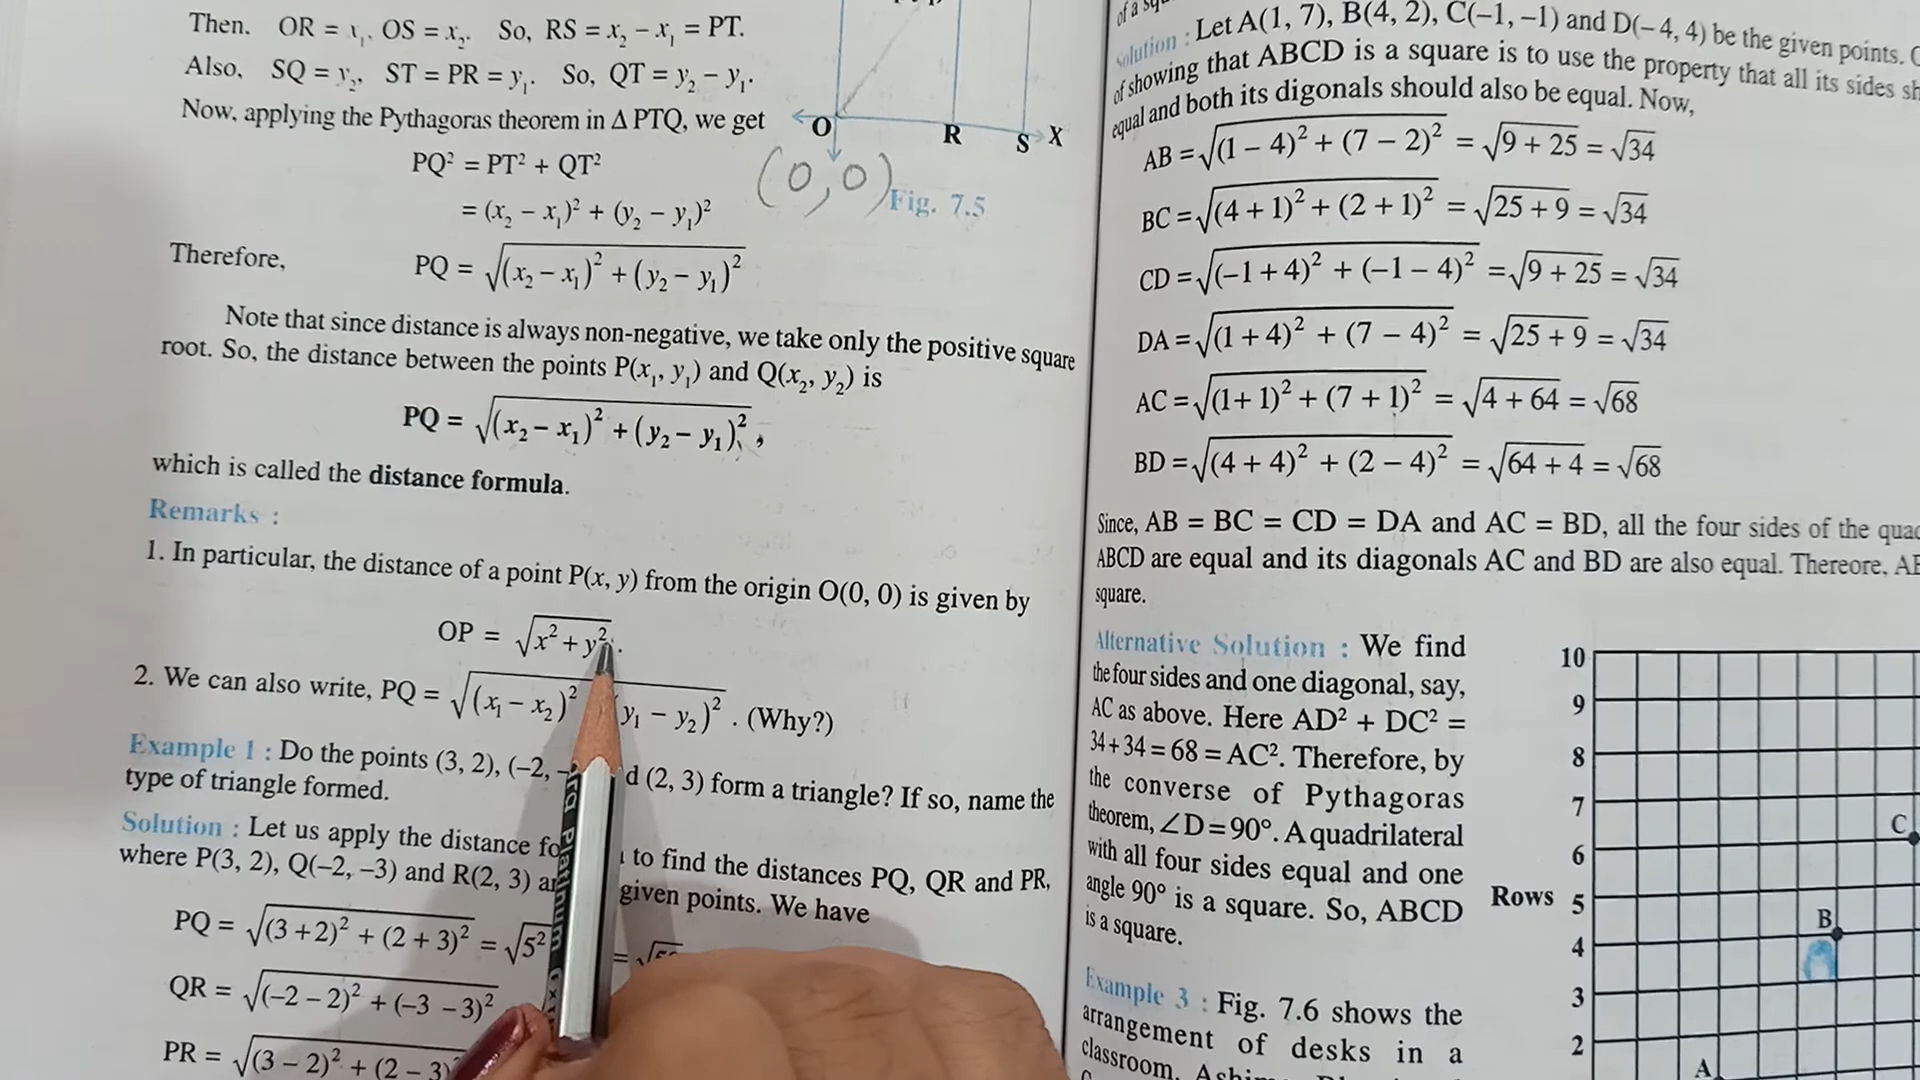 Then, OR = x₁, OS = x₂. So, RS = x₂ – x₁ = PT.
Also, SQ = y₂, ST = PR = y₁. So, QT = y₂ – y₁.
Now, applying the Pythagoras theorem in Δ PTQ, we get
PQ² = PT² + QT²
= (x₂ – x₁)² + (y₂ – y₁)²
Therefore, PQ = √((x₂ – x₁)² + (y₂ – y₁)²)
O R S X
(0,0)
Fig. 7.5
Note that since distance is always non-negative, we take only the positive square
root. So, the distance between the points P(x₁, y₁) and Q(x₂, y₂) is
PQ = √((x₂ – x₁)² + (y₂ – y₁)²) ,
which is called the distance formula.
Remarks :
1. In particular, the distance of a point P(x, y) from the origin O(0, 0) is given by
OP = √(x² + y²) .
2. We can also write, PQ = √((x₁ – x₂)² (y₁ – y₂)²) . (Why?)
Example 1 : Do the points (3, 2), (–2, – d (2, 3) form a triangle? If so, name the
type of triangle formed.
Solution : Let us apply the distance fo to find the distances PQ, QR and PR,
where P(3, 2), Q(–2, –3) and R(2, 3) a given points. We have
PQ = √((3 + 2)² + (2 + 3)²) = √5² = √
QR = √((–2 – 2)² + (–3 – 3)²)
PR = √((3 – 2)² + (2 – 3)
of a squ
Solution : Let A(1, 7), B(4, 2), C(–1, –1) and D(– 4, 4) be the given points.
of showing that ABCD is a square is to use the property that all its sides sh
equal and both its digonals should also be equal. Now,
AB = √((1 – 4)² + (7 – 2)²) = √(9 + 25) = √34
BC = √((4 + 1)² + (2 + 1)²) = √(25 + 9) = √34
CD = √((–1 + 4)² + (–1 – 4)²) = √(9 + 25) = √34
DA = √((1 + 4)² + (7 – 4)²) = √(25 + 9) = √34
AC = √((1 + 1)² + (7 + 1)²) = √(4 + 64) = √68
BD = √((4 + 4)² + (2 – 4)²) = √(64 + 4) = √68
Since, AB = BC = CD = DA and AC = BD, all the four sides of the quad
ABCD are equal and its diagonals AC and BD are also equal. Thereore, AB
square.
Alternative Solution : We find
the four sides and one diagonal, say,
AC as above. Here AD² + DC² =
34 + 34 = 68 = AC². Therefore, by
the converse of Pythagoras
theorem, ∠D = 90°. A quadrilateral
with all four sides equal and one
angle 90° is a square. So, ABCD
is a square.
Example 3 : Fig. 7.6 shows the
arrangement of desks in a
classroom.
10
9
8
7
6
Rows 5
4
3
2
C
B
A